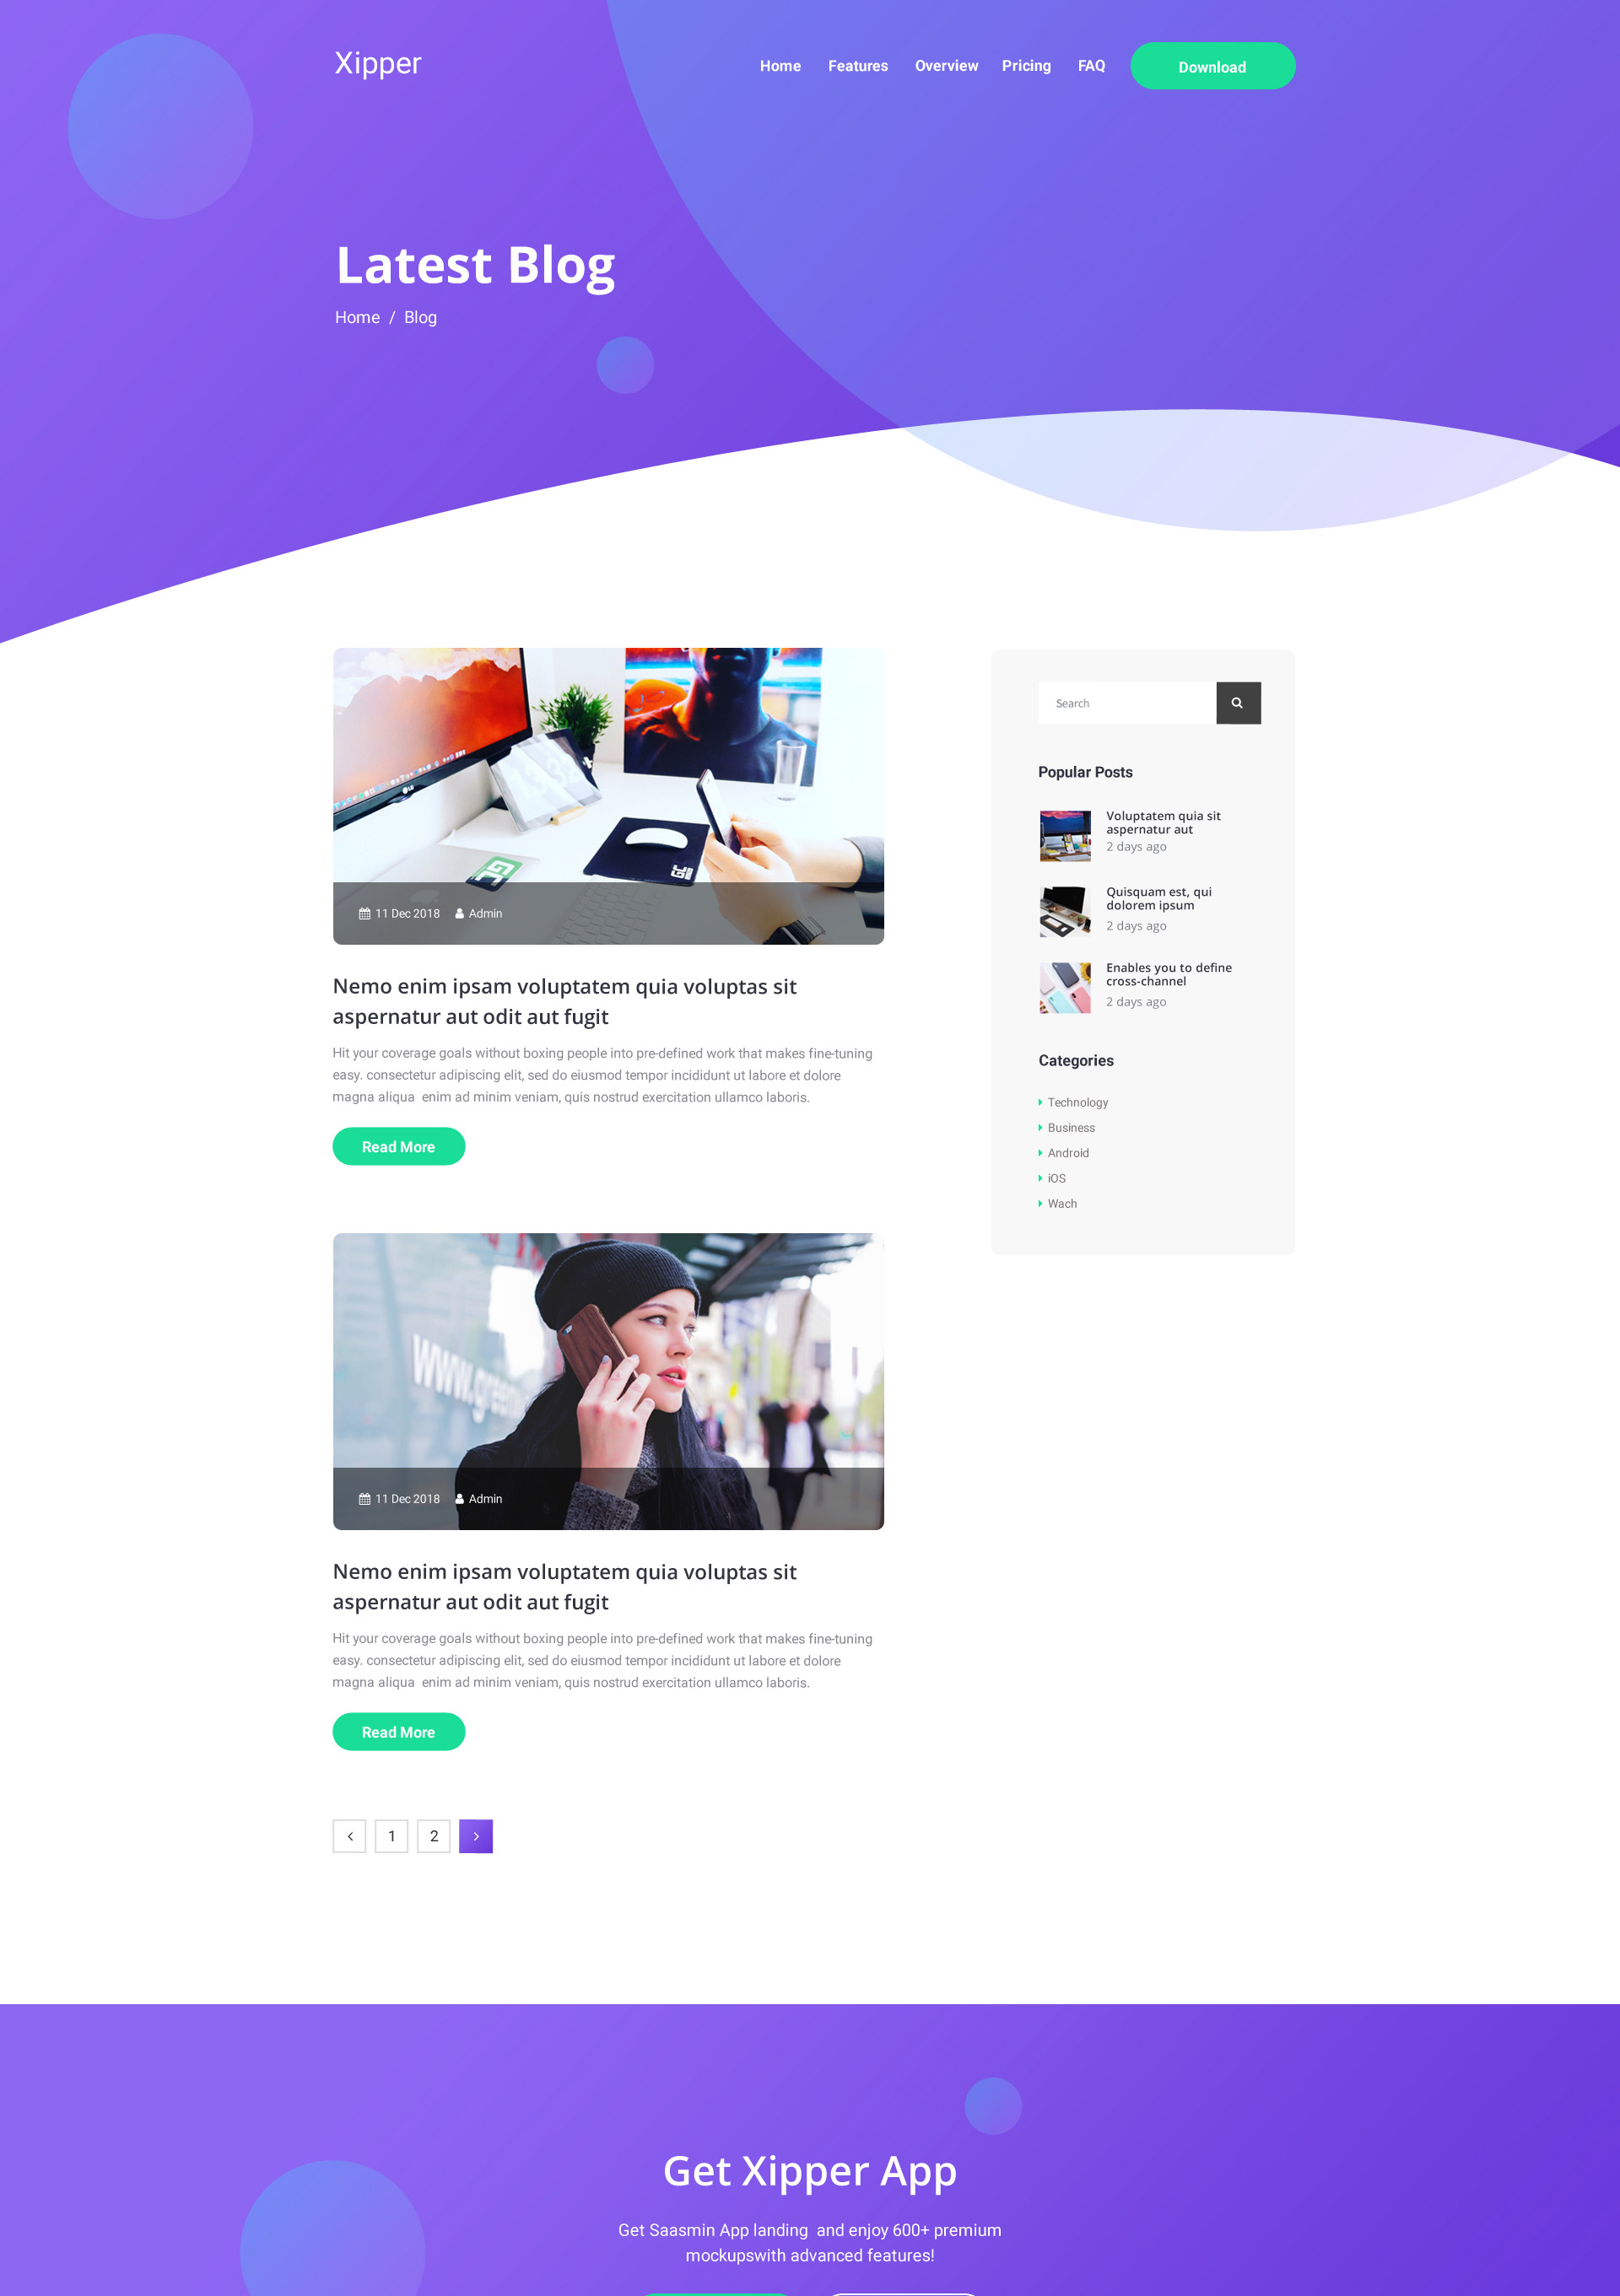 Xipper
Home Features Overview Pricing FAQ Download
Latest Blog
Home / Blog
11 Dec 2018 Admin
Nemo enim ipsam voluptatem quia voluptas sit
aspernatur aut odit aut fugit
Hit your coverage goals without boxing people into pre-defined work that makes fine-tuning
easy. consectetur adipiscing elit, sed do eiusmod tempor incididunt ut labore et dolore
magna aliqua enim ad minim veniam, quis nostrud exercitation ullamco laboris.
Read More
www.green
11 Dec 2018 Admin
Nemo enim ipsam voluptatem quia voluptas sit
aspernatur aut odit aut fugit
Hit your coverage goals without boxing people into pre-defined work that makes fine-tuning
easy. consectetur adipiscing elit, sed do eiusmod tempor incididunt ut labore et dolore
magna aliqua enim ad minim veniam, quis nostrud exercitation ullamco laboris.
Read More
1 2
Search
Popular Posts
Voluptatem quia sit
aspernatur aut
2 days ago
Quisquam est, qui
dolorem ipsum
2 days ago
Enables you to define
cross-channel
2 days ago
Categories
Technology
Business
Android
iOS
Wach
Get Xipper App
Get Saasmin App landing and enjoy 600+ premium
mockupswith advanced features!